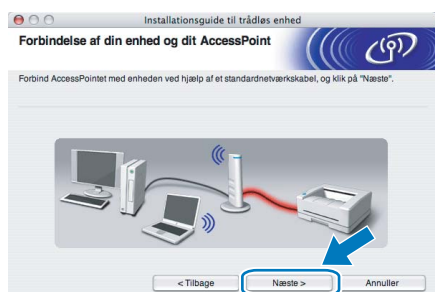 Installationsguide til trådløs enhed
Forbindelse af din enhed og dit AccessPoint
Forbind AccessPointet med enheden ved hjælp af et standardnetværkskabel, og klik på "Næste".
< Tilbage
Næste >
Annuller